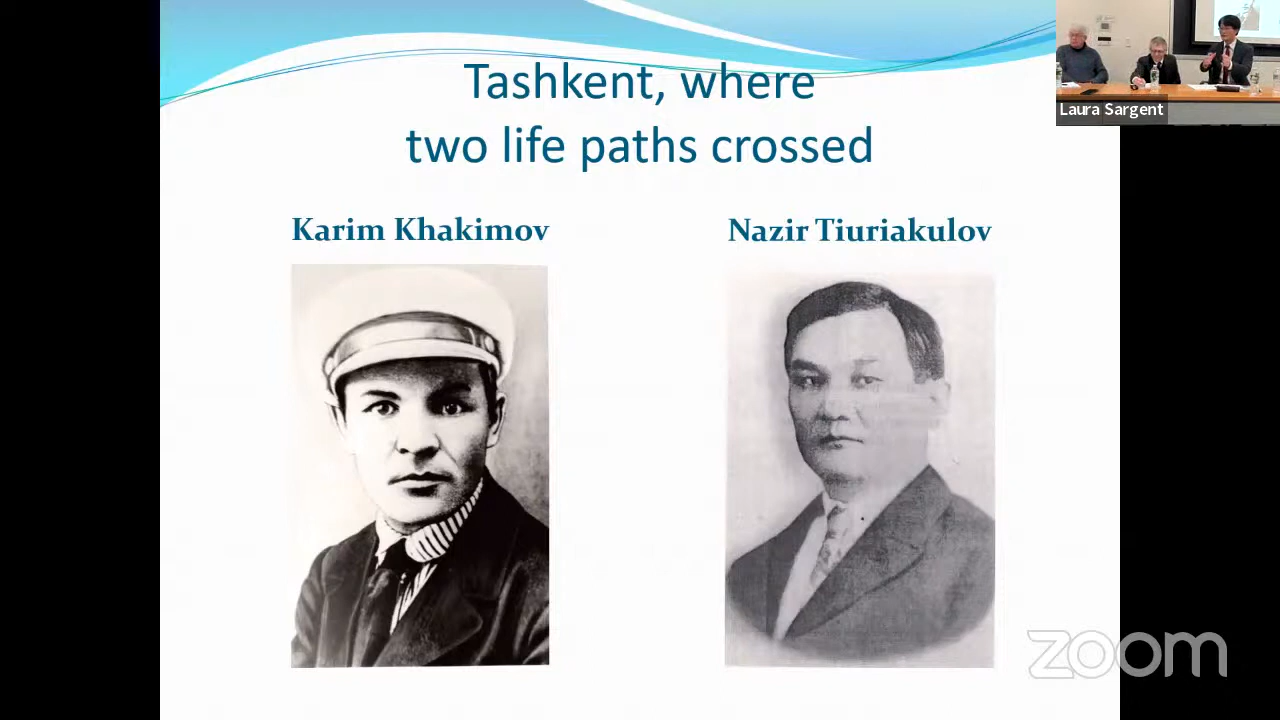 Tashkent, where
two life paths crossed
Laura Sargent
Karim Khakimov
Nazir Tiuriakulov
zoom